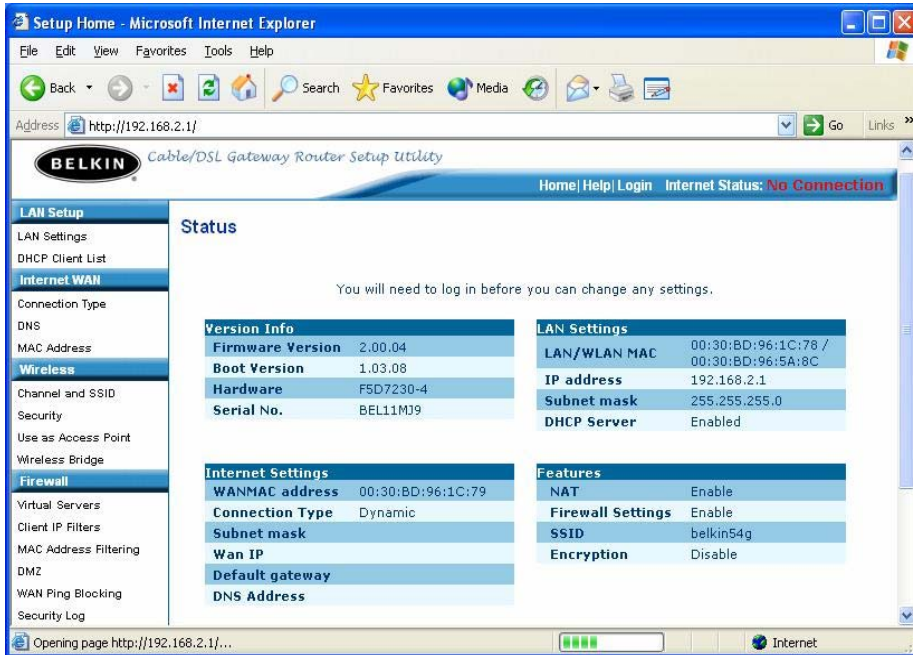 Setup Home - Microsoft Internet Explorer
File Edit View Favorites Tools Help
Back Search Favorites Media
Address http://192.168.2.1/ Go Links »
BELKIN Cable/DSL Gateway Router Setup Utility
Home| Help| Login Internet Status: No Connection
LAN Setup
LAN Settings
DHCP Client List
Internet WAN
Connection Type
DNS
MAC Address
Wireless
Channel and SSID
Security
Use as Access Point
Wireless Bridge
Firewall
Virtual Servers
Client IP Filters
MAC Address Filtering
DMZ
WAN Ping Blocking
Security Log
Status
You will need to log in before you can change any settings.
Version Info
Firmware Version 2.00.04
Boot Version 1.03.08
Hardware F5D7230-4
Serial No. BEL11MJ9
LAN Settings
LAN/WLAN MAC 00:30:BD:96:1C:78 /
00:30:BD:96:5A:8C
IP address 192.168.2.1
Subnet mask 255.255.255.0
DHCP Server Enabled
Internet Settings
WANMAC address 00:30:BD:96:1C:79
Connection Type Dynamic
Subnet mask
Wan IP
Default gateway
DNS Address
Features
NAT Enable
Firewall Settings Enable
SSID belkin54g
Encryption Disable
Opening page http://192.168.2.1/... Internet